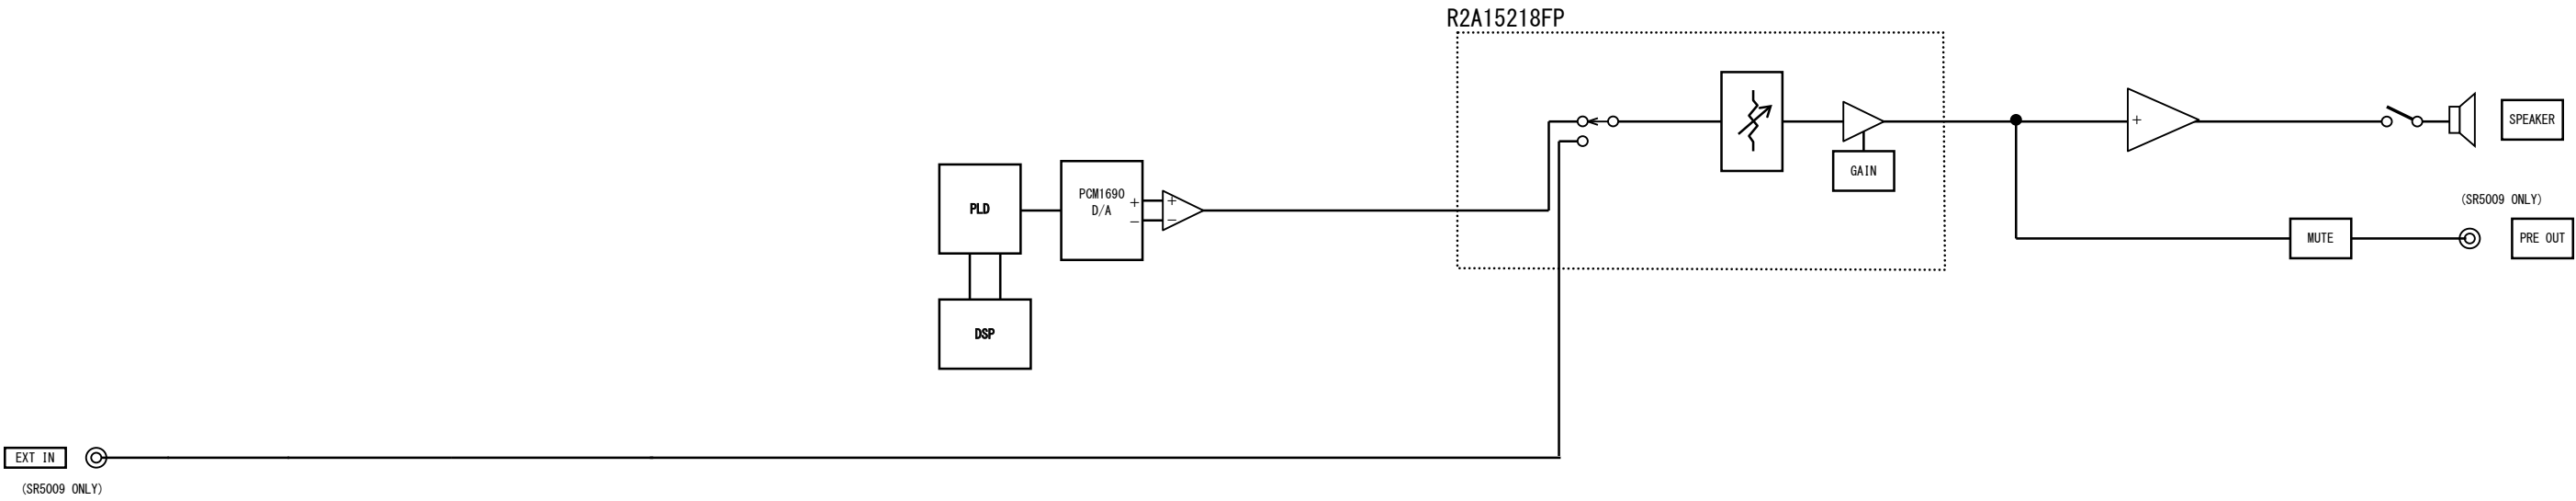 R2A15218FP
SPEAKER
GAIN
PCM1690
D/A
+
−
+
−
+
PLD
(SR5009 ONLY)
MUTE
PRE OUT
DSP
EXT IN
(SR5009 ONLY)